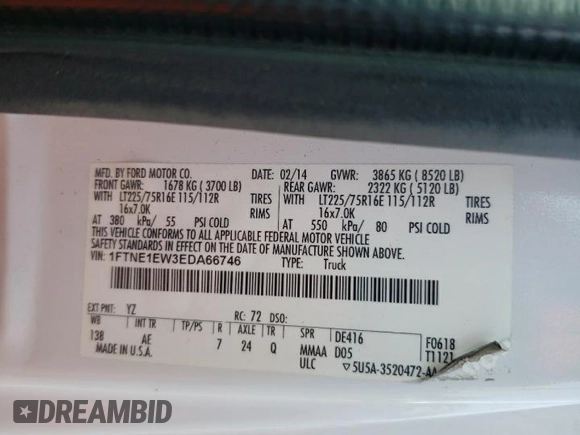 MFD. BY FORD MOTOR CO.
DATE: 02/14 GVWR: 3865 KG ( 8520 LB)
FRONT GAWR: 1678 KG ( 3700 LB) REAR GAWR: 2322 KG ( 5120 LB)
WITH LT225/75R16E 115/112R TIRES WITH LT225/75R16E 115/112R TIRES
16x7.0K RIMS 16x7.0K RIMS
AT 380 kPa/ 55 PSI COLD AT 550 kPa/ 80 PSI COLD
THIS VEHICLE CONFORMS TO ALL APPLICABLE FEDERAL MOTOR VEHICLE
SAFETY STANDARDS IN EFFECT ON THE DATE OF MANUFACTURE SHOWN ABOVE.
VIN: 1FTNE1EW3EDA66746 TYPE: Truck
EXT PNT: YZ RC: 72 DSO:
WB INT TR TP/PS R AXLE TR SPR DE416 F0618
138 AE 7 24 Q MMAA D05 T1121
MADE IN U.S.A. ULC 5U5A-3520472-AA
DREAMBID